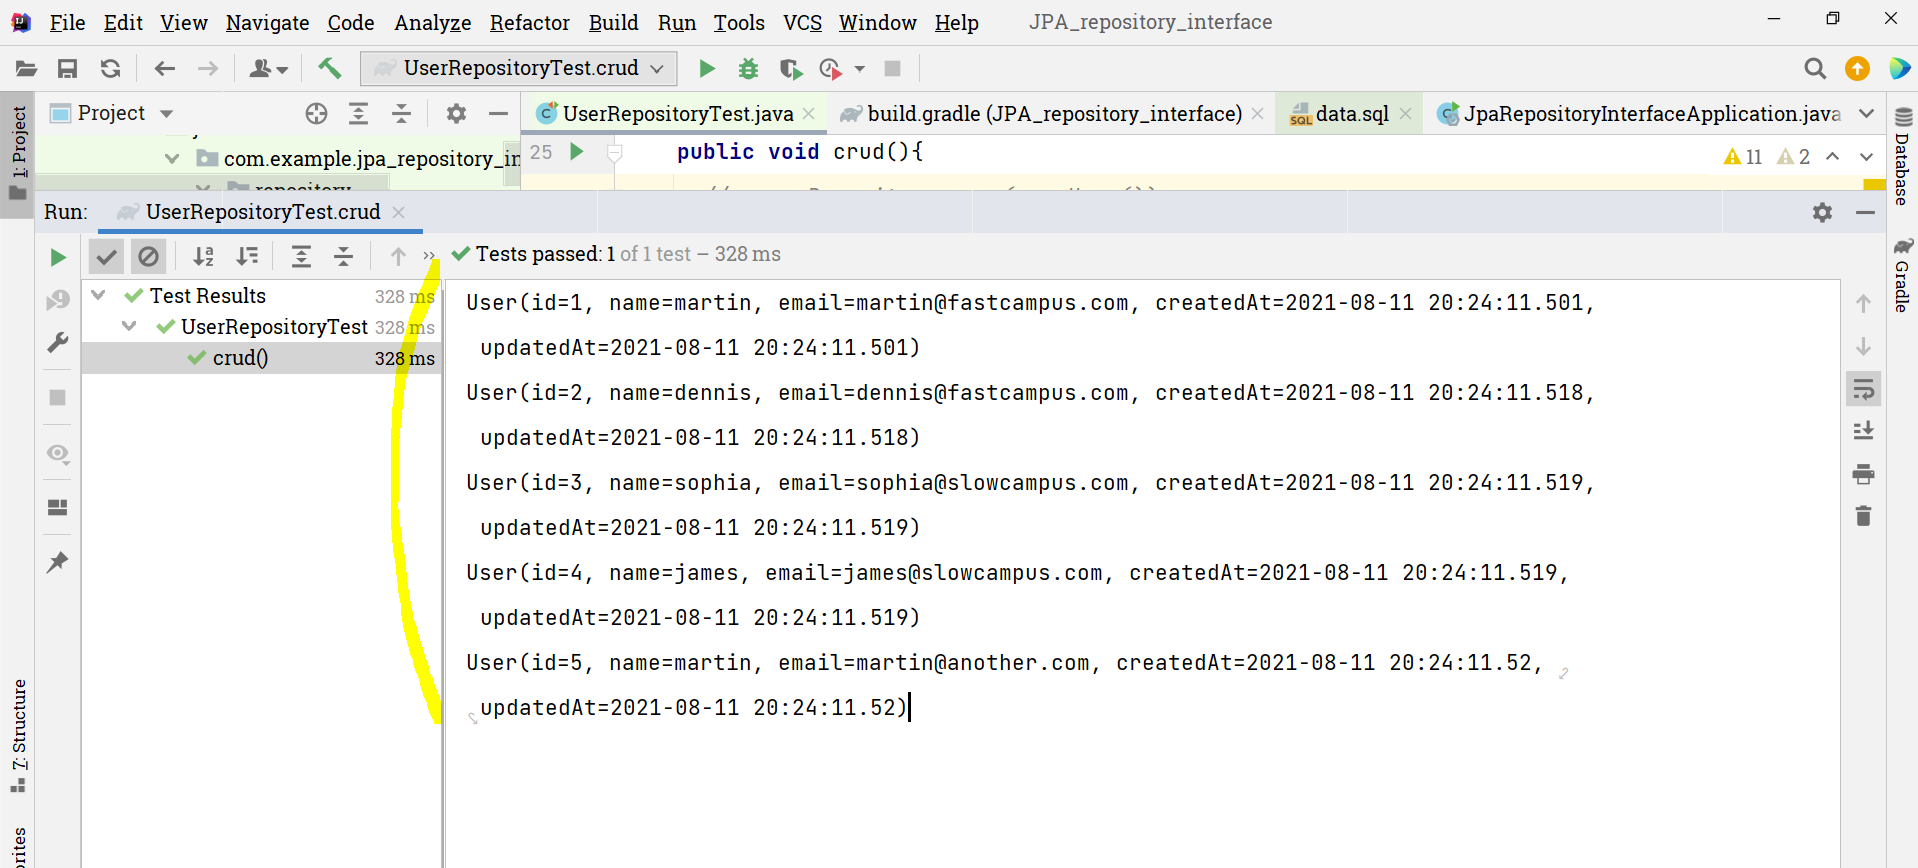 File Edit View Navigate Code Analyze Refactor Build Run Tools VCS Window Help JPA_repository_interface
UserRepositoryTest.crud
1: Project
Project
UserRepositoryTest.java build.gradle (JPA_repository_interface) SQL data.sql JpaRepositoryInterfaceApplication.java
com.example.jpa_repository_in
25 public void crud(){
11 2
repository
Database
Run: UserRepositoryTest.crud
Tests passed: 1 of 1 test – 328 ms
Gradle
Test Results 328 ms
UserRepositoryTest 328 ms
crud() 328 ms
User(id=1, name=martin, email=martin@fastcampus.com, createdAt=2021-08-11 20:24:11.501,
updatedAt=2021-08-11 20:24:11.501)
User(id=2, name=dennis, email=dennis@fastcampus.com, createdAt=2021-08-11 20:24:11.518,
updatedAt=2021-08-11 20:24:11.518)
User(id=3, name=sophia, email=sophia@slowcampus.com, createdAt=2021-08-11 20:24:11.519,
updatedAt=2021-08-11 20:24:11.519)
User(id=4, name=james, email=james@slowcampus.com, createdAt=2021-08-11 20:24:11.519,
updatedAt=2021-08-11 20:24:11.519)
User(id=5, name=martin, email=martin@another.com, createdAt=2021-08-11 20:24:11.52,
updatedAt=2021-08-11 20:24:11.52)
7: Structure